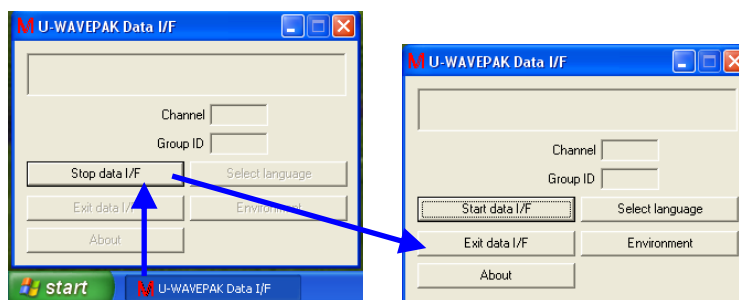 M U-WAVEPAK Data I/F
Channel
Group ID
Stop data I/F Select language
Exit data I/F Environment
About
start M U-WAVEPAK Data I/F
M U-WAVEPAK Data I/F
Channel
Group ID
Start data I/F Select language
Exit data I/F Environment
About